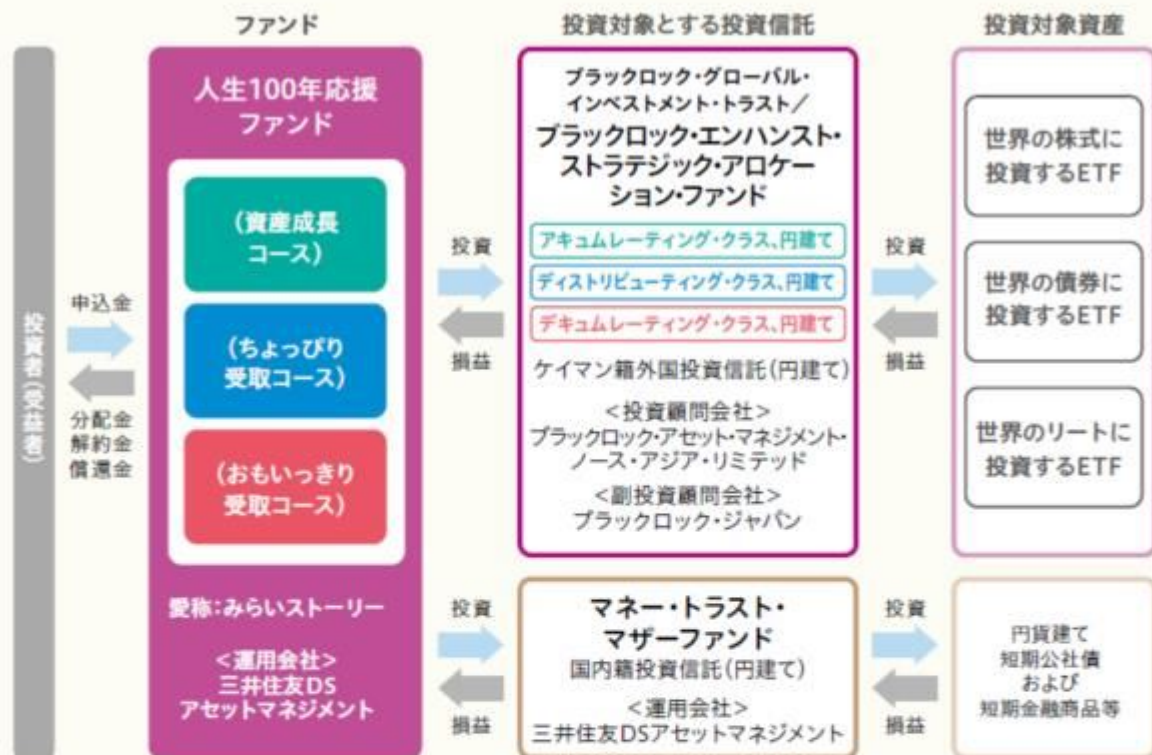 ファンド
投資対象とする投資信託
投資対象資産
投資者(受益者)
申込金
分配金
解約金
償還金
人生100年応援
ファンド
(資産成長
コース)
(ちょっぴり
受取コース)
(おもいっきり
受取コース)
愛称:みらいストーリー
<運用会社>
三井住友DS
アセットマネジメント
投資
損益
投資
損益
ブラックロック・グローバル・
インベストメント・トラスト/
ブラックロック・エンハンスト・
ストラテジック・アロケー
ション・ファンド
アキュムレーティング・クラス、円建て
ディストリビューティング・クラス、円建て
デキュムレーティング・クラス、円建て
ケイマン籍外国投資信託(円建て)
<投資顧問会社>
ブラックロック・アセット・マネジメント・
ノース・アジア・リミテッド
<副投資顧問会社>
ブラックロック・ジャパン
マネー・トラスト・
マザーファンド
国内籍投資信託(円建て)
<運用会社>
三井住友DSアセットマネジメント
投資
損益
投資
損益
世界の株式に
投資するETF
世界の債券に
投資するETF
世界のリートに
投資するETF
円貨建て
短期公社債
および
短期金融商品等